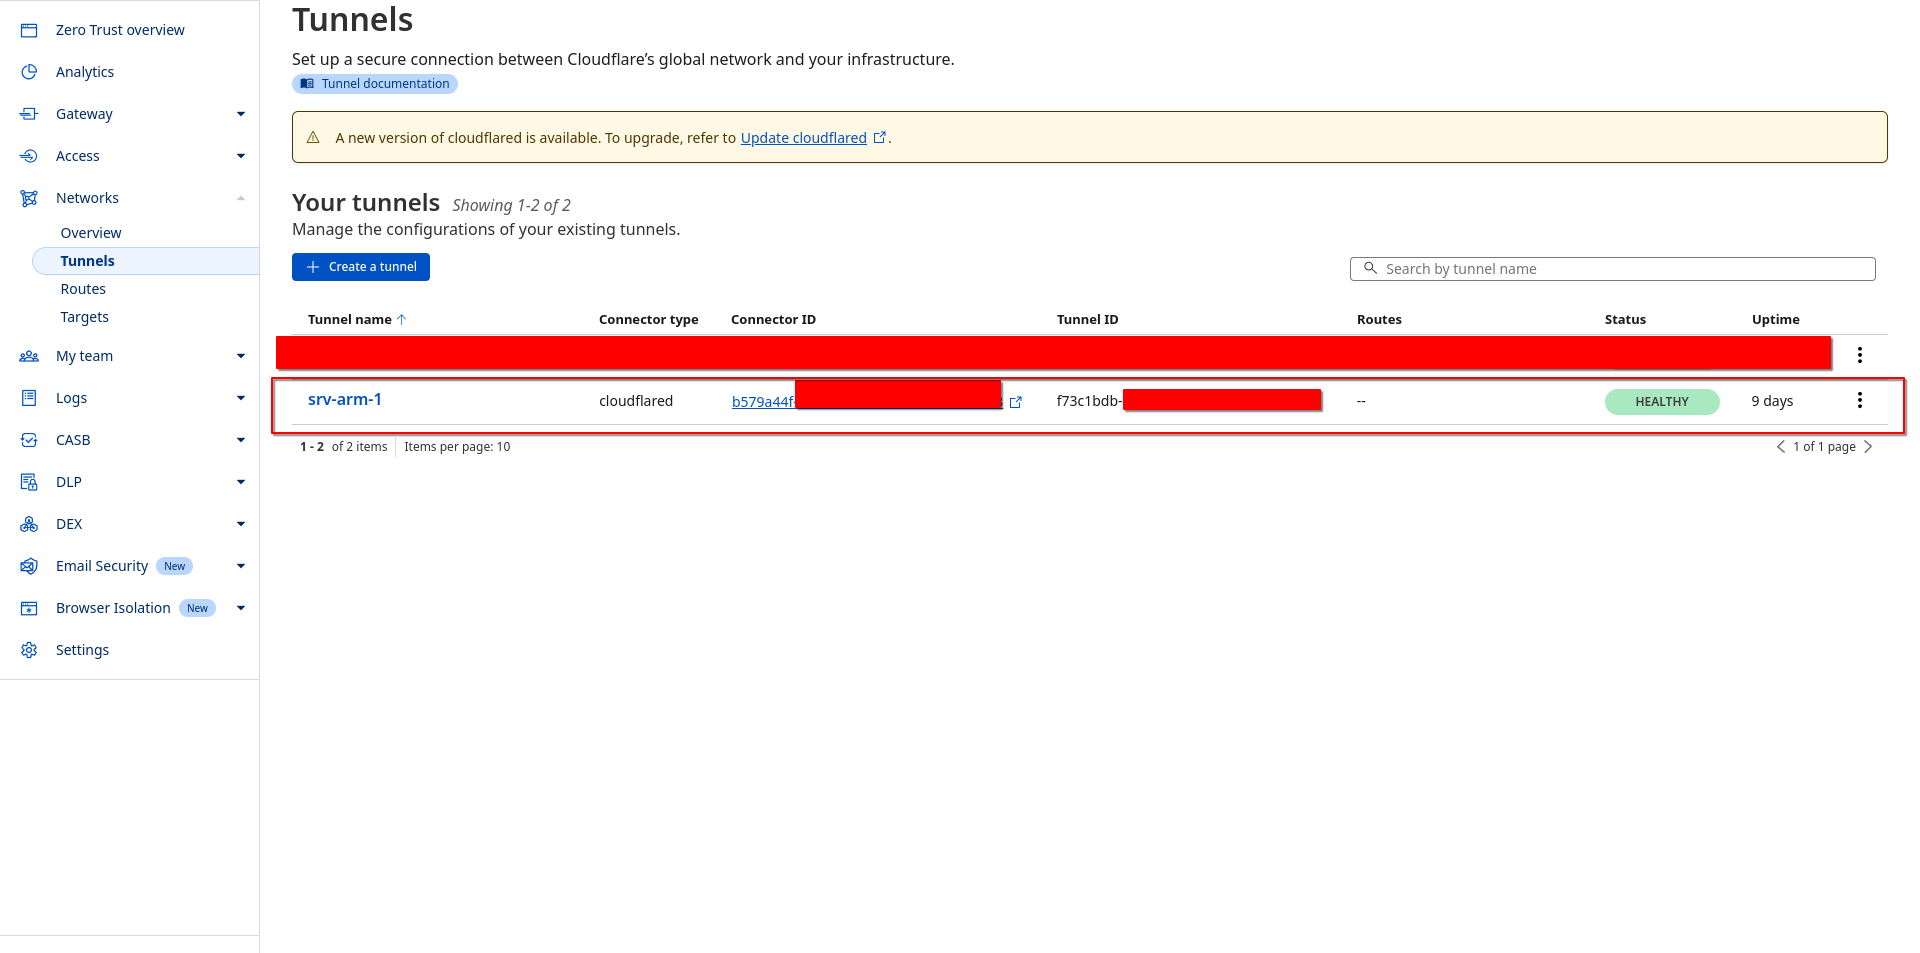 Zero Trust overview
Analytics
Gateway
Access
Networks
Overview
Tunnels
Routes
Targets
My team
Logs
CASB
DLP
DEX
Email Security New
Browser Isolation New
Settings
Tunnels
Set up a secure connection between Cloudflare’s global network and your infrastructure.
Tunnel documentation
A new version of cloudflared is available. To upgrade, refer to Update cloudflared .
Your tunnels Showing 1-2 of 2
Manage the configurations of your existing tunnels.
Create a tunnel
Search by tunnel name
Tunnel name Connector type Connector ID Tunnel ID Routes Status Uptime
srv-arm-1 cloudflared b579a44f- f73c1bdb- -- HEALTHY 9 days
1 - 2 of 2 items Items per page: 10 1 of 1 page